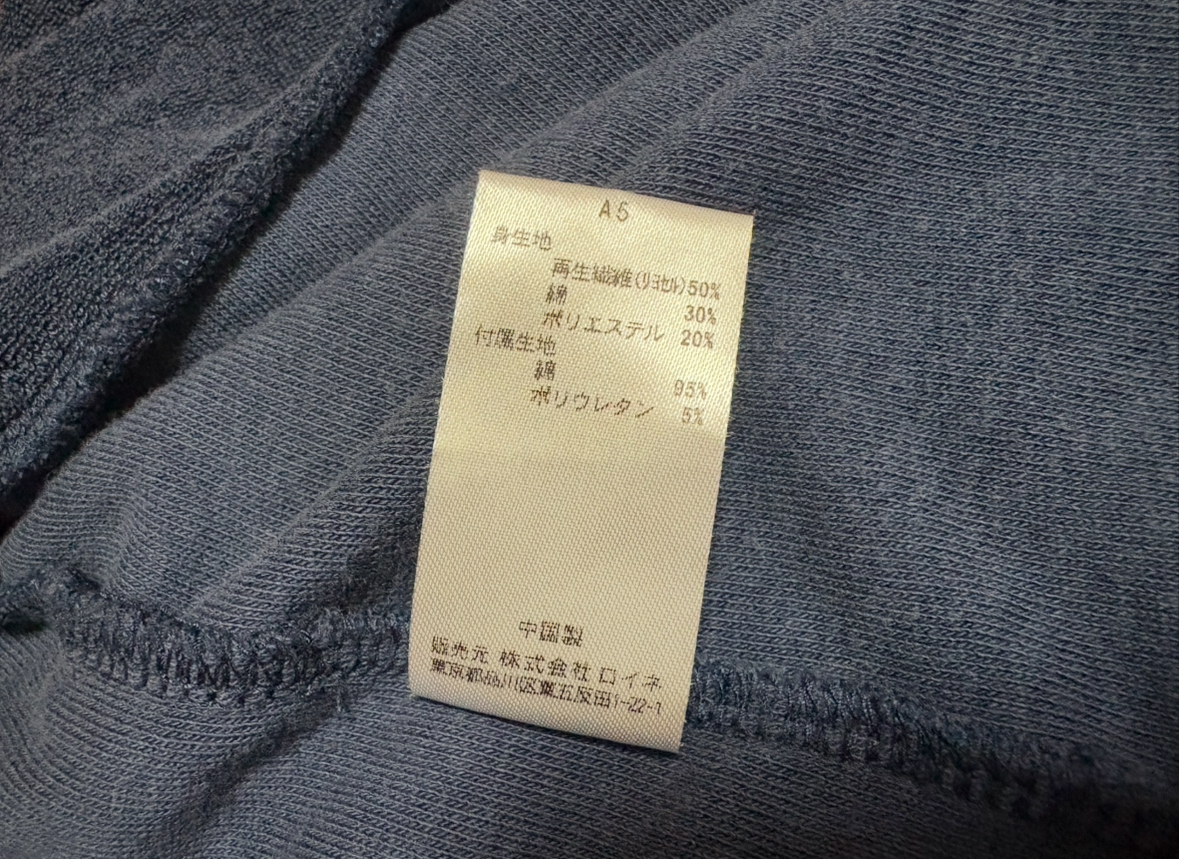 A5
身生地
再生繊維(リヨセル)50%
綿 30%
ポリエステル 20%
付属生地
綿 95%
ポリウレタン 5%
中国製
販売元 株式会社ロイネ
東京都品川区東五反田1-22-1